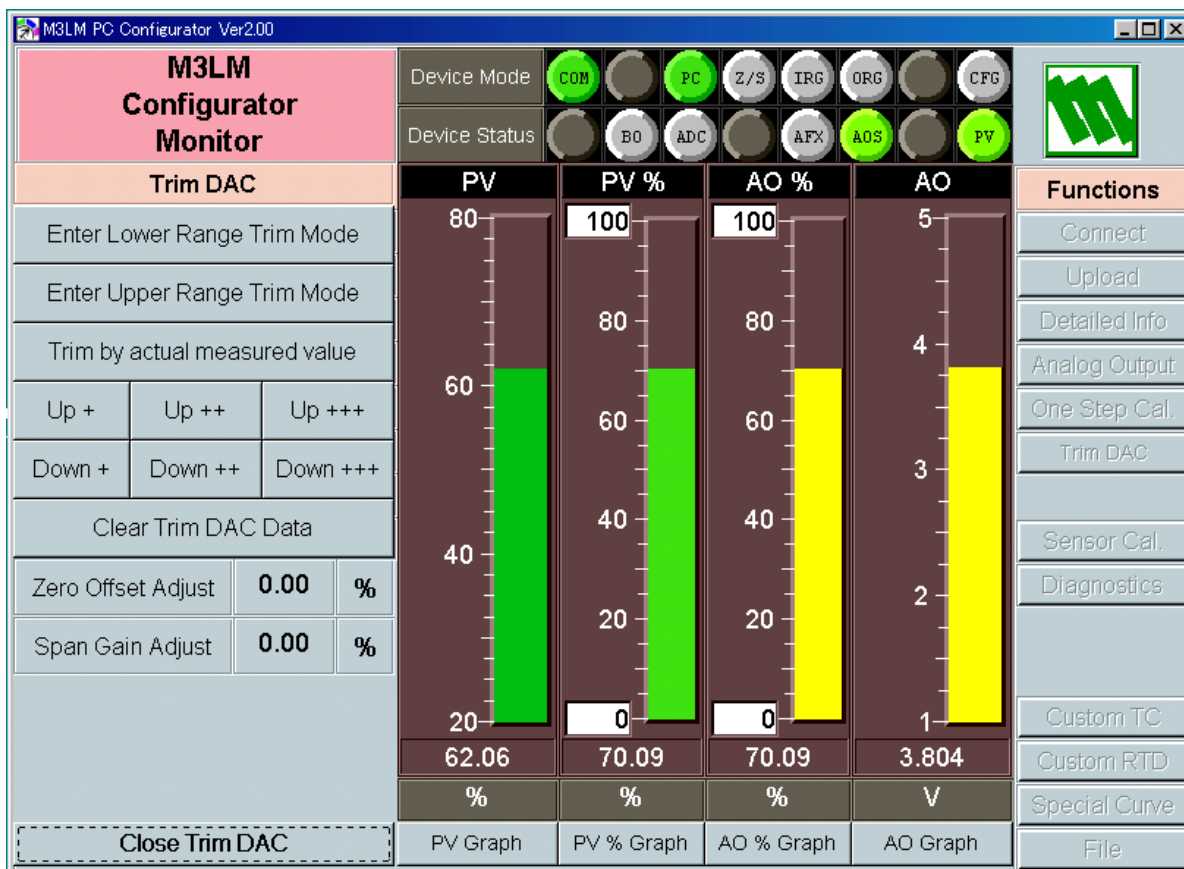 M3LM PC Configurator Ver2.00
M3LM
Configurator
Monitor
Device Mode COM PC Z/S IRG ORG CFG
Device Status BO ADC AFX AOS PV
Trim DAC
Enter Lower Range Trim Mode
Enter Upper Range Trim Mode
Trim by actual measured value
Up + Up ++ Up +++
Down + Down ++ Down +++
Clear Trim DAC Data
Zero Offset Adjust 0.00 %
Span Gain Adjust 0.00 %
Close Trim DAC
PV PV % AO % AO
80 100 100 5
80 80
4
60
60 60
3
40 40
40
2
20 20
20 0 0 1
62.06 70.09 70.09 3.804
% % % V
PV Graph PV % Graph AO % Graph AO Graph
Functions
Connect
Upload
Detailed Info
Analog Output
One Step Cal.
Trim DAC
Sensor Cal.
Diagnostics
Custom TC
Custom RTD
Special Curve
File